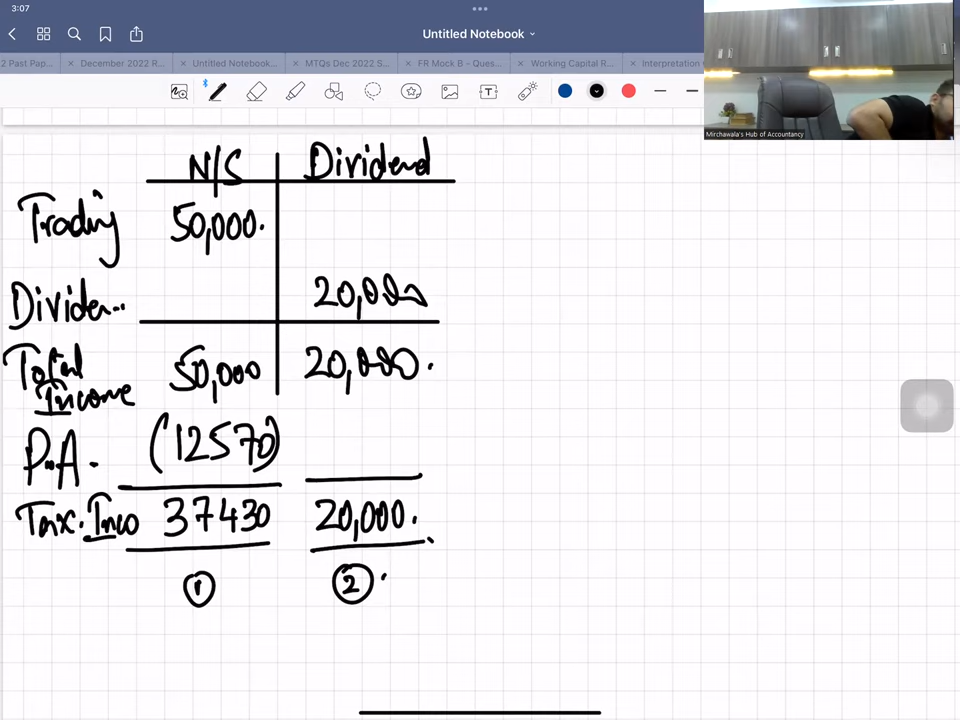 3:07
Untitled Notebook
2 Past Pap...
December 2022 R...
Untitled Notebook...
MTQs Dec 2022 S...
FR Mock B - Ques...
Working Capital R...
Interpretation
Mirchawala's Hub of Accountancy
N/S Dividend
Trading 50,000.
Dividen.. 20,000
Total Income 50,000 20,000.
P.A. (12570)
Tax. Inco 37430 20,000.
1 2